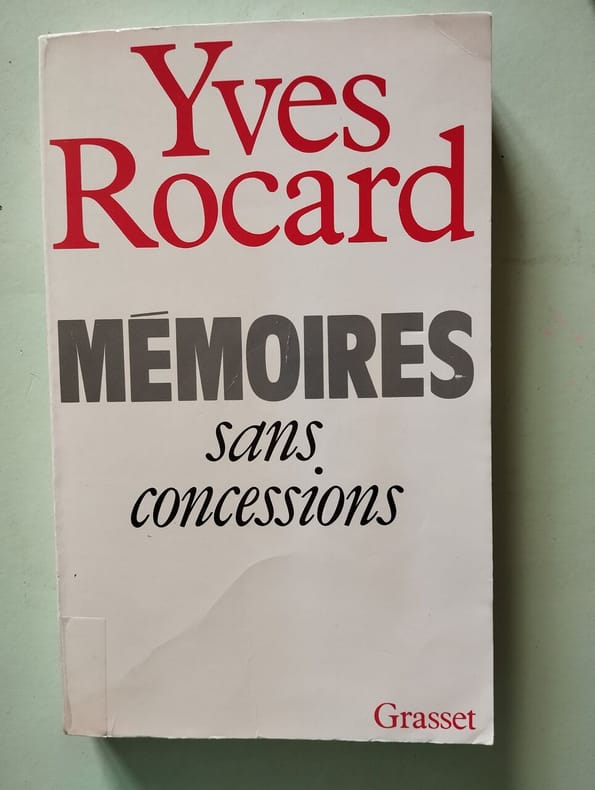 Yves
Rocard
MÉMOIRES
sans
concessions
Grasset